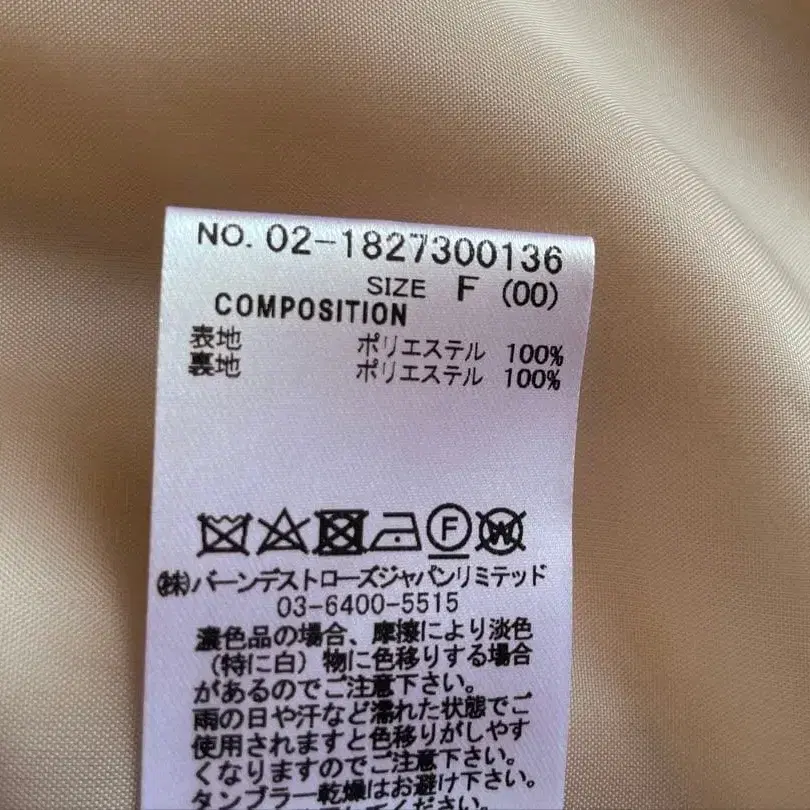 NO. 02-1827300136
SIZE F (00)
COMPOSITION
表地 ポリエステル 100%
裏地 ポリエステル 100%
F W
㈱バーンデストローズジャパンリミテッド
03-6400-5515
濃色品の場合、摩擦により淡色
(特に白)物に色移りする場合
があるのでご注意下さい。
雨の日や汗など濡れた状態でご
使用されますと色移りがしやす
くなりますのでご注意下さい。
タンブラー乾燥はお避け下さい。
てください。